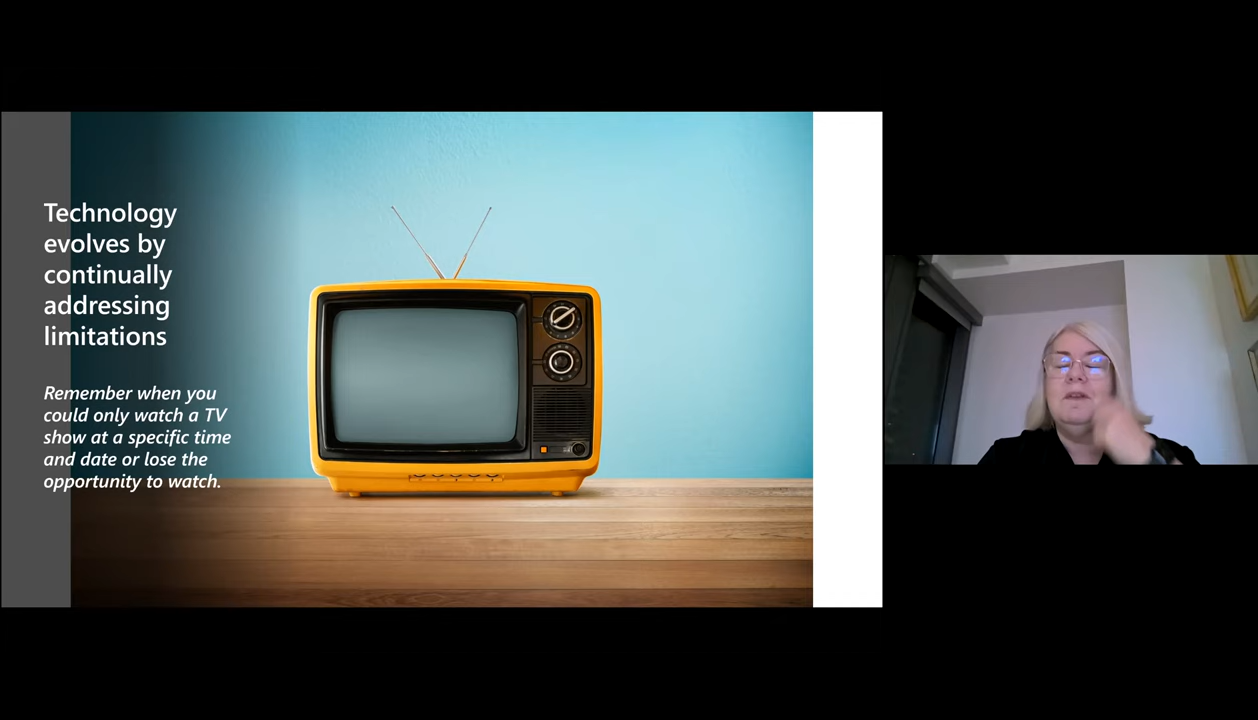 Technology
evolves by
continually
addressing
limitations
Remember when you
could only watch a TV
show at a specific time
and date or lose the
opportunity to watch.